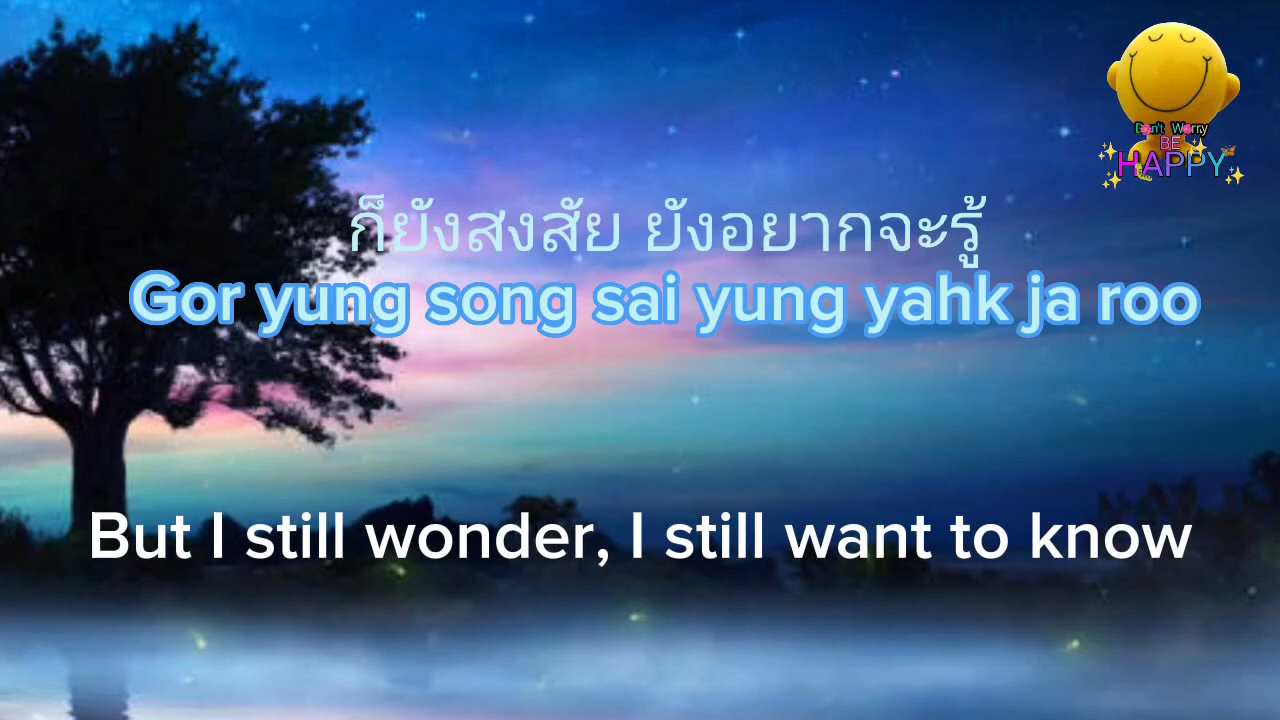 Don't Worry
BE
HAPPY
ก็ยังสงสัย ยังอยากจะรู้
Gor yung song sai yung yahk ja roo
But I still wonder, I still want to know